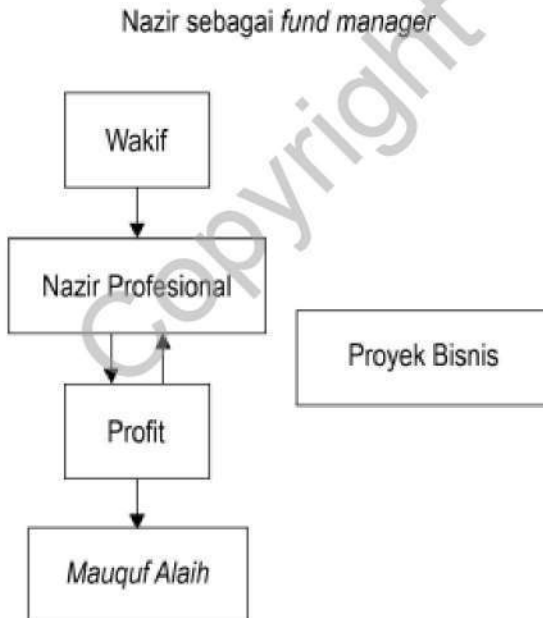 Nazir sebagai fund manager
Wakif
Nazir Profesional
Proyek Bisnis
Profit
Mauquf Alaih
Copyright